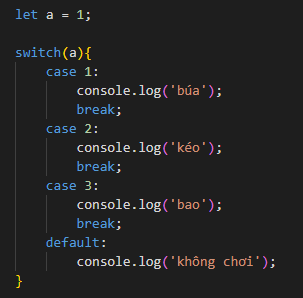 let a = 1;
switch(a){
case 1:
console.log('búa');
break;
case 2:
console.log('kéo');
break;
case 3:
console.log('bao');
break;
default:
console.log('không chơi');
}